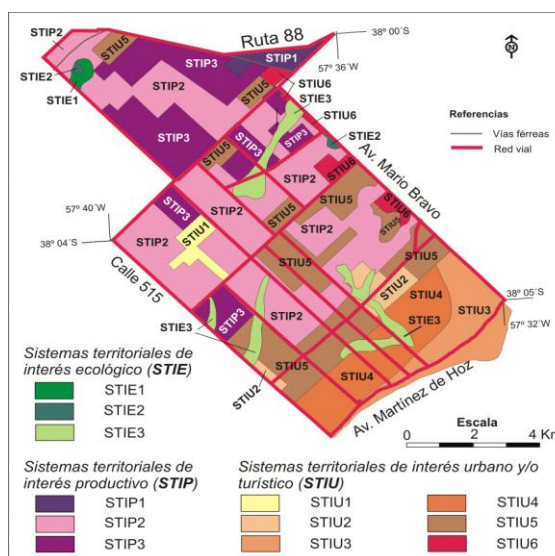 STIP2
Ruta 88
38° 00´S
STIU5
STIP3
STIP1
57° 36´W
N
STIE2
STIP2
STIU5
STIU6
STIE3
STIE1
STIU6
Referencias
Vías férreas
Red vial
STIP3
STIU5
STIP3
STIP3
STIE2
STIP2
STIU6
Av. Mario Bravo
57° 40´W
STIP3
STIP2
STIU5
STIU5
STIU6
STIU1
STIU5
38° 04´S
STIP2
STIU5
STIU5
STIU2
38° 05´S
Calle 515
STIU4
STIU3
57° 32´W
STIE3
STIP3
STIP2
STIE3
STIU5
STIU2
STIU4
Av. Martínez de Hoz
Sistemas territoriales de
interés ecológico (STIE)
STIE1
STIE2
STIE3
Escala
0 2 4 Km
Sistemas territoriales de
interés productivo (STIP)
STIP1
STIP2
STIP3
Sistemas territoriales de interés urbano y/o
turístico (STIU)
STIU1
STIU2
STIU3
STIU4
STIU5
STIU6